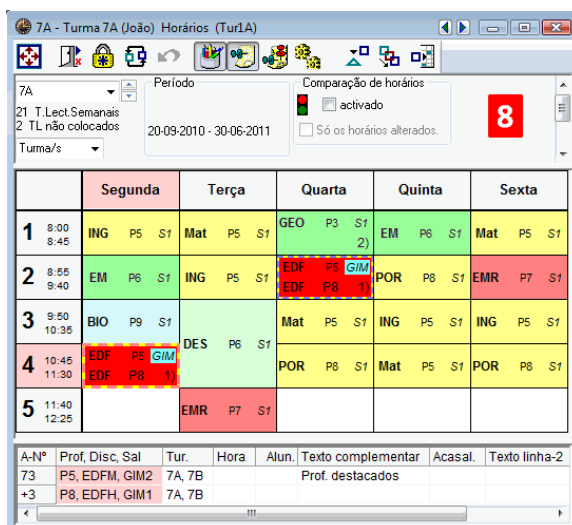 7A - Turma 7A (João) Horários (Tur1A)
7A
21 T.Lect.Semanais
2 TL não colocados
Turma/s
Período
20-09-2010 - 30-06-2011
Comparação de horários
activado
Só os horários alterados.
8
Segunda Terça Quarta Quinta Sexta
1 8:00 8:45 ING P5 S1 Mat P5 S1 GEO P3 S1 2) EM P6 S1 Mat P5 S1
2 8:55 9:40 EM P6 S1 ING P5 S1 EDF P5 GIM EDF P8 1) POR P8 S1 EMR P7 S1
3 9:50 10:35 BIO P9 S1 DES P6 S1 Mat P5 S1 ING P5 S1 ING P5 S1
4 10:45 11:30 EDF P5 GIM EDF P8 1) POR P8 S1 Mat P5 S1 POR P8 S1
5 11:40 12:25 EMR P7 S1
A-Nº Prof, Disc, Sal Tur. Hora Alun. Texto complementar Acasal. Texto linha-2
73 P5, EDFM, GIM2 7A, 7B Prof. destacados
+3 P8, EDFH, GIM1 7A, 7B